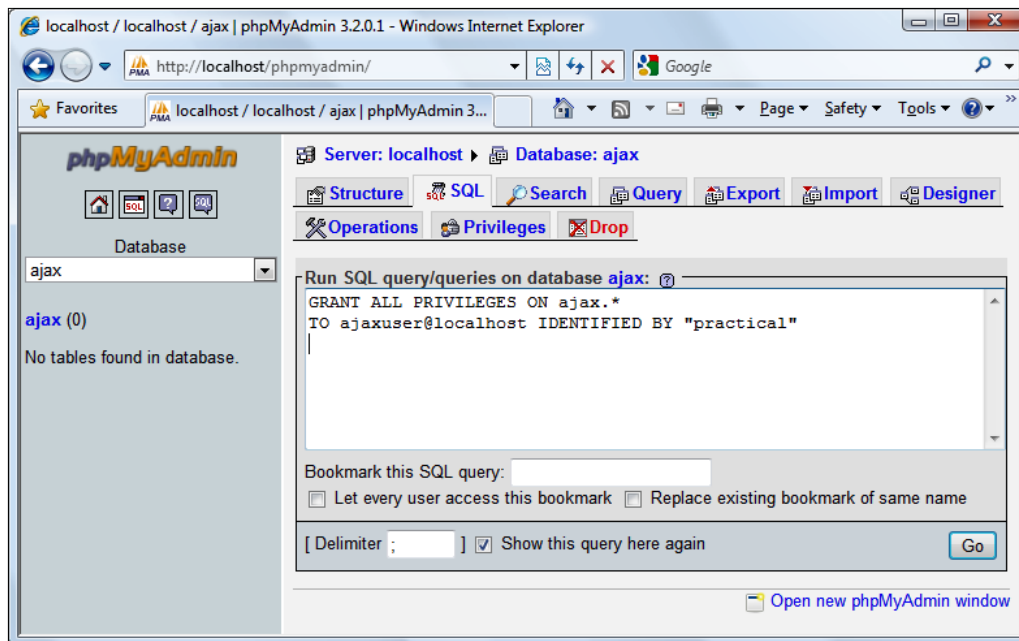 localhost / localhost / ajax | phpMyAdmin 3.2.0.1 - Windows Internet Explorer
PMA http://localhost/phpmyadmin/
Google
Favorites
PMA localhost / localhost / ajax | phpMyAdmin 3...
Page Safety Tools »
phpMyAdmin
SQL ? SQL
Database
ajax
ajax (0)
No tables found in database.
Server: localhost Database: ajax
Structure SQL Search Query Export Import Designer
Operations Privileges Drop
Run SQL query/queries on database ajax: ?
GRANT ALL PRIVILEGES ON ajax.*
TO ajaxuser@localhost IDENTIFIED BY "practical"
Bookmark this SQL query:
Let every user access this bookmark Replace existing bookmark of same name
[ Delimiter ; ] Show this query here again Go
Open new phpMyAdmin window